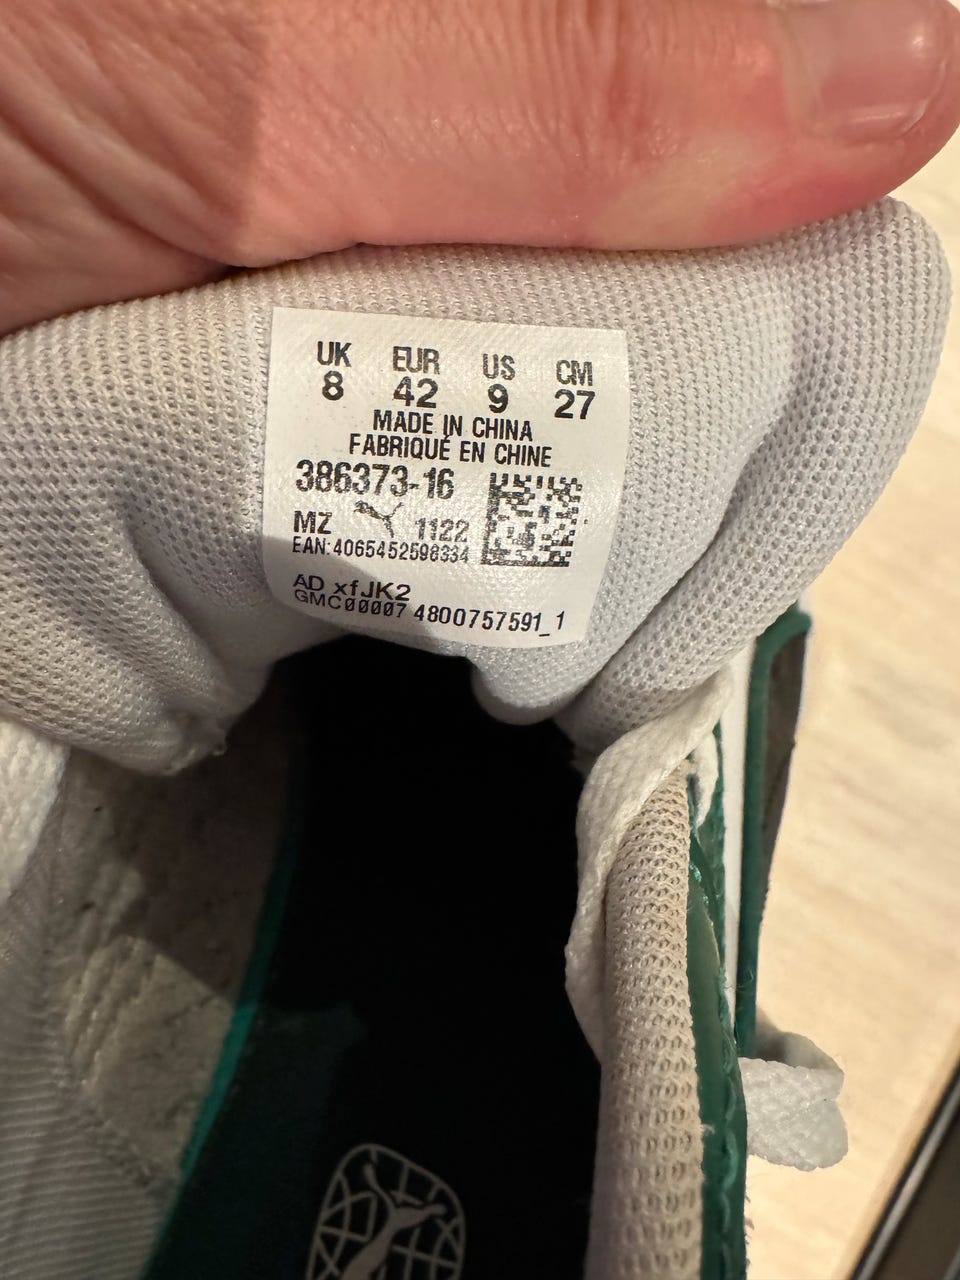 UK EUR US CM
8 42 9 27
MADE IN CHINA
FABRIQUÉ EN CHINE
386373-16
MZ 1122
EAN:4065452598334
AD xfJK2
GMC00007 4800757591_1